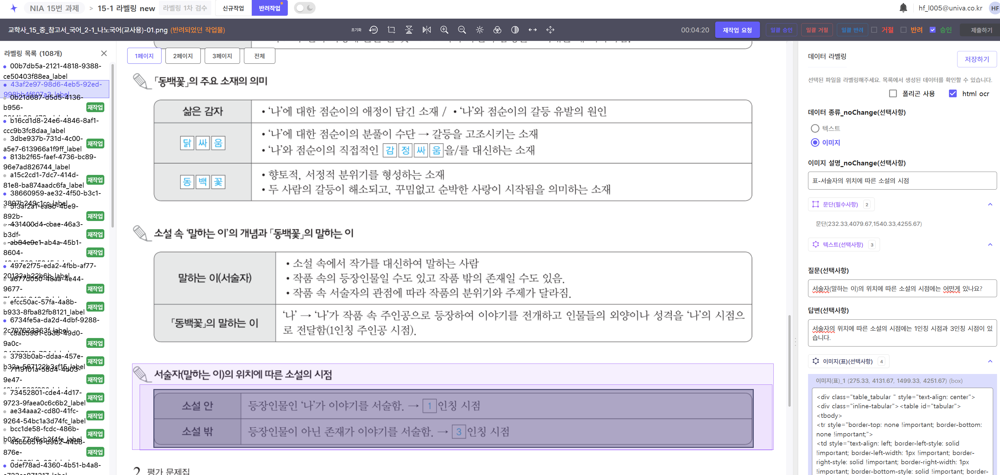 NIA 15번 과제 > 15-1 라벨링 new 라벨링 1차 검수 신규작업 반려작업 hf_l005@univa.co.kr HF
교학사_15_중_참고서_국어_2-1_나노국어(교사용)-01.png (반려되었던 작업물) 초기화 90 00:04:20 재작업 요청 일괄 승인 일괄 거절 일괄 반려 거절 반려 승인 제출하기
라벨링 목록 (108개)
00b7db5a-2121-4818-9388-
ce50403f88ea_label
43af2e97-98d6-4eb5-92ed-
998bb4f607a3_label
0b21d687-d5d5-4136-
b956- 재작업
b16cd1d8-24e6-4846-8af1-
ccc9b3fc8daa_label
3dbe937b-731d-4c00-
a5e7-613966a1f9ff_label 재작업
813b2f65-faef-4736-bc89-
96e7ad826744_label
a15c2cd1-7dc7-414d-
81e8-ba874aadc6fa_label 재작업
38660959-ae32-4f50-b3c1-
3897b249c1cc_label
5f3af2a1-ea8b-4be9-
892b- 재작업
431400d4-cbae-46a3-
b3df- 재작업
ab84e9e1-ab4a-45b1-
8604- 재작업
497e2f75-eda2-4fbb-af77-
20132ab22b6b_label
a677d050-48aa-4e44-
9677- 재작업
efcc50ac-57fa-4a8b-
b933-8fba82fb8121_label 재작업
6734fe5a-da2d-4dbf-9288-
2c707623363f_label
c8ab5981-cd38-49d0-
9a0c- 재작업
3793b0ab-ddaa-457e-
b32a-567122b3cf15_label 재작업
7119101a-58d4-4d03-
9e47- 재작업
73452801-cde4-4d17-
9723-9faea0c6c6b2_label 재작업
ae34aaa2-cd80-41fc-
9264-54bc1a3d74fc_label 재작업
bcc1de58-fcdc-486b-
b03c-77cf6cb2f4fe_label 재작업
45bb6519-d9b2-44b8-
876e- 재작업
0def78ad-4360-4b51-b4a8-
1페이지 2페이지 3페이지 전체
「동백꽃」의 주요 소재의 의미
삶은 감자 • ‘나’에 대한 점순이의 애정이 담긴 소재 / • ‘나’와 점순이의 갈등 유발의 원인
닭싸움 • ‘나’에 대한 점순이의 분풀이 수단 → 갈등을 고조시키는 소재
• ‘나’와 점순이의 직접적인 감정싸움을/를 대신하는 소재
동백꽃 • 향토적, 서정적 분위기를 형성하는 소재
• 두 사람의 갈등이 해소되고, 꾸밈없고 순박한 사랑이 시작됨을 의미하는 소재
소설 속 ‘말하는 이’의 개념과 「동백꽃」의 말하는 이
말하는 이(서술자) • 소설 속에서 작가를 대신하여 말하는 사람
• 작품 속의 등장인물일 수도 있고 작품 밖의 존재일 수도 있음.
• 작품 속 서술자의 관점에 따라 작품의 분위기와 주제가 달라짐.
「동백꽃」의 말하는 이 ‘나’ → ‘나’가 작품 속 주인공으로 등장하여 이야기를 전개하고 인물들의 외양이나 성격을 ‘나’의 시점으
로 전달함(1인칭 주인공 시점).
서술자(말하는 이)의 위치에 따른 소설의 시점
소설 안 등장인물인 ‘나’가 이야기를 서술함. → 1인칭 시점
소설 밖 등장인물이 아닌 존재가 이야기를 서술함. → 3인칭 시점
2 평가 문제집
데이터 라벨링 저장하기
선택된 파일을 라벨링해주세요. 목록에서 생성된 데이터를 확인할 수 있습니다.
폴리곤 사용 html ocr
데이터 종류_noChange(선택사항)
텍스트
이미지
이미지 설명_noChange(선택사항)
표-서술자의 위치에 따른 소설의 시점
문단(필수사항) 2
문단(232.33,4079.67,1540.33,4255.67)
텍스트(선택사항) 3
질문(선택사항)
서술자(말하는 이)의 위치에 따른 소설의 시점에는 어떤게 있나요?
답변(선택사항)
서술자의 위치에 따른 소설의 시점에는 1인칭 시점과 3인칭 시점이 있
습니다.
이미지(표)(선택사항) 4
이미지(표)_1 (275.33, 4131.67, 1499.33, 4251.67) (box)
<div class="table_tabular " style="text-align: center">
<div class="inline-tabular"><table id="tabular">
<tbody>
<tr style="border-top: none !important; border-bottom:
none !important;">
<td style="text-align: left; border-left-style: solid
!important; border-left-width: 1px !important; border-
right-style: solid !important; border-right-width: 1px
!important; border-bottom-style: solid !important; border-